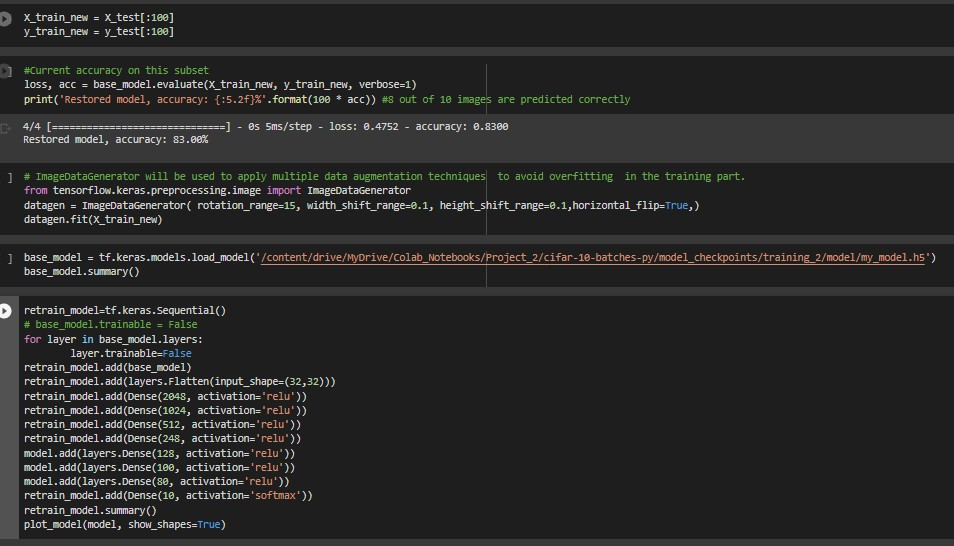 X_train_new = X_test[:100]
y_train_new = y_test[:100]
#Current accuracy on this subset
loss, acc = base_model.evaluate(X_train_new, y_train_new, verbose=1)
print('Restored model, accuracy: {:5.2f}%'.format(100 * acc)) #8 out of 10 images are predicted correctly
4/4 [==============================] - 0s 5ms/step - loss: 0.4752 - accuracy: 0.8300
Restored model, accuracy: 83.00%
# ImageDataGenerator will be used to apply multiple data augmentation techniques  to avoid overfitting  in the training part.
from tensorflow.keras.preprocessing.image import ImageDataGenerator
datagen = ImageDataGenerator( rotation_range=15, width_shift_range=0.1, height_shift_range=0.1,horizontal_flip=True,)
datagen.fit(X_train_new)
base_model = tf.keras.models.load_model('/content/drive/MyDrive/Colab_Notebooks/Project_2/cifar-10-batches-py/model_checkpoints/training_2/model/my_model.h5')
base_model.summary()
retrain_model=tf.keras.Sequential()
# base_model.trainable = False
for layer in base_model.layers:
        layer.trainable=False
retrain_model.add(base_model)
retrain_model.add(layers.Flatten(input_shape=(32,32)))
retrain_model.add(Dense(2048, activation='relu'))
retrain_model.add(Dense(1024, activation='relu'))
retrain_model.add(Dense(512, activation='relu'))
retrain_model.add(Dense(248, activation='relu'))
model.add(layers.Dense(128, activation='relu'))
model.add(layers.Dense(100, activation='relu'))
model.add(layers.Dense(80, activation='relu'))
retrain_model.add(Dense(10, activation='softmax'))
retrain_model.summary()
plot_model(model, show_shapes=True)